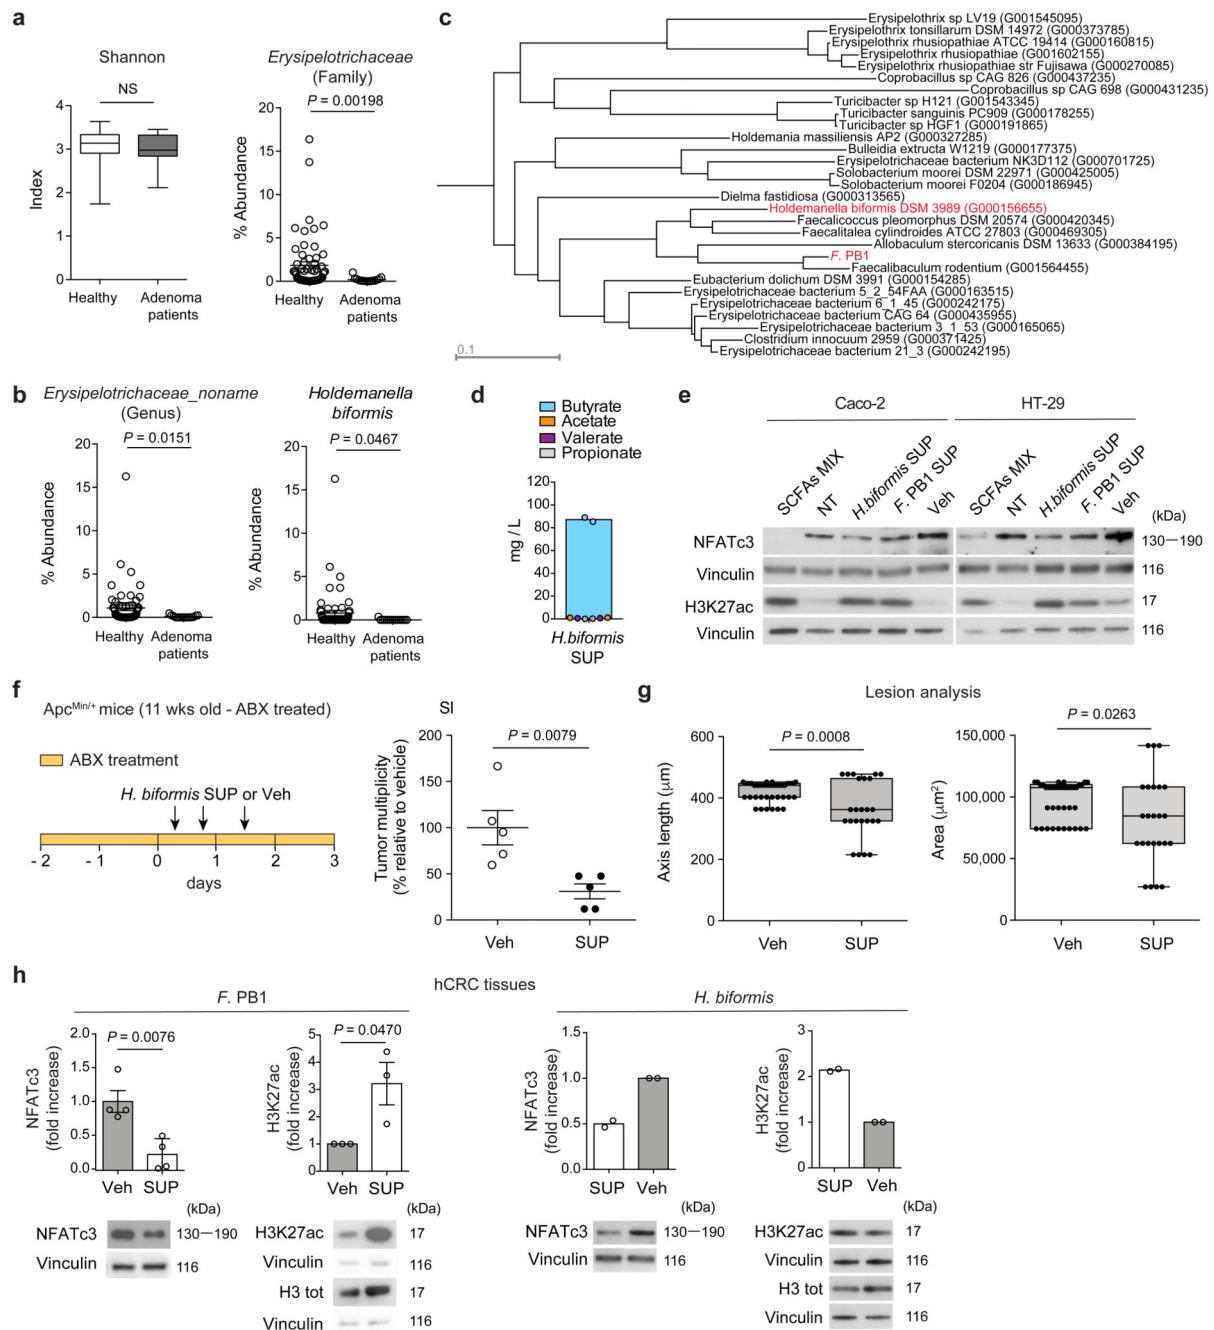 a
Shannon
NS
Index
4
3
2
1
0
Healthy
Adenoma
patients
Erysipelotrichaceae
(Family)
P = 0.00198
% Abundance
20
15
10
5
0
Healthy
Adenoma
patients
c
Erysipelothrix sp LV19 (G001545095)
Erysipelothrix tonsillarum DSM 14972 (G000373785)
Erysipelothrix rhusiopathiae ATCC 19414 (G000160815)
Erysipelothrix rhusiopathiae (G001602155)
Erysipelothrix rhusiopathiae str Fujisawa (G000270085)
Coprobacillus sp CAG 826 (G000437235)
Coprobacillus sp CAG 698 (G000431235)
Turicibacter sp H121 (G001543345)
Turicibacter sanguinis PC909 (G000178255)
Turicibacter sp HGF1 (G000191865)
Holdemania massiliensis AP2 (G000327285)
Bulleidia extructa W1219 (G000177375)
Erysipelotrichaceae bacterium NK3D112 (G000701725)
Solobacterium moorei DSM 22971 (G000425005)
Solobacterium moorei F0204 (G000186945)
Dielma fastidiosa (G000313565)
Holdemanella biformis DSM 3989 (G000156655)
Faecalicoccus pleomorphus DSM 20574 (G000420345)
Faecalitalea cylindroides ATCC 27803 (G000469305)
Allobaculum stercoricanis DSM 13633 (G000384195)
F. PB1
Faecalibaculum rodentium (G001564455)
Eubacterium dolichum DSM 3991 (G000154285)
Erysipelotrichaceae bacterium 5_2_54FAA (G000163515)
Erysipelotrichaceae bacterium 6_1_45 (G000242175)
Erysipelotrichaceae bacterium CAG 64 (G000435955)
Erysipelotrichaceae bacterium 3_1_53 (G000165065)
Clostridium innocuum 2959 (G000371425)
Erysipelotrichaceae bacterium 21_3 (G000242195)
0.1
b
Erysipelotrichaceae_noname
(Genus)
P = 0.0151
% Abundance
20
15
10
5
0
Healthy
Adenoma
patients
Holdemanella
biformis
P = 0.0467
% Abundance
20
15
10
5
0
Healthy
Adenoma
patients
d
Butyrate
Acetate
Valerate
Propionate
mg / L
120
100
80
60
40
20
0
H.biformis
SUP
e
Caco-2
HT-29
SCFAs MIX
NT
H.biformis SUP
F. PB1 SUP
Veh
SCFAs MIX
NT
H.biformis SUP
F. PB1 SUP
Veh
(kDa)
NFATc3
130—190
Vinculin
116
H3K27ac
17
Vinculin
116
f
Apc^Min/+ mice (11 wks old - ABX treated)
ABX treatment
H. biformis SUP or Veh
- 2
- 1
0
1
2
3
days
SI
P = 0.0079
Tumor multiplicity
(% relative to vehicle)
200
150
100
50
0
Veh
SUP
g
Lesion analysis
P = 0.0008
Axis length (µm)
600
400
200
0
Veh
SUP
P = 0.0263
Area (µm²)
150,000
100,000
50,000
0
Veh
SUP
h
hCRC tissues
F. PB1
H. biformis
P = 0.0076
NFATc3
(fold increase)
2.0
1.5
1.0
0.5
0.0
Veh
SUP
P = 0.0470
H3K27ac
(fold increase)
5
4
3
2
1
0
Veh
SUP
NFATc3
(fold increase)
1.5
1.0
0.5
0.0
SUP
Veh
H3K27ac
(fold increase)
3
2
1
0
SUP
Veh
(kDa)
NFATc3
130—190
Vinculin
116
(kDa)
H3K27ac
17
Vinculin
116
H3 tot
17
Vinculin
116
(kDa)
NFATc3
130—190
Vinculin
116
(kDa)
H3K27ac
17
Vinculin
116
H3 tot
17
Vinculin
116